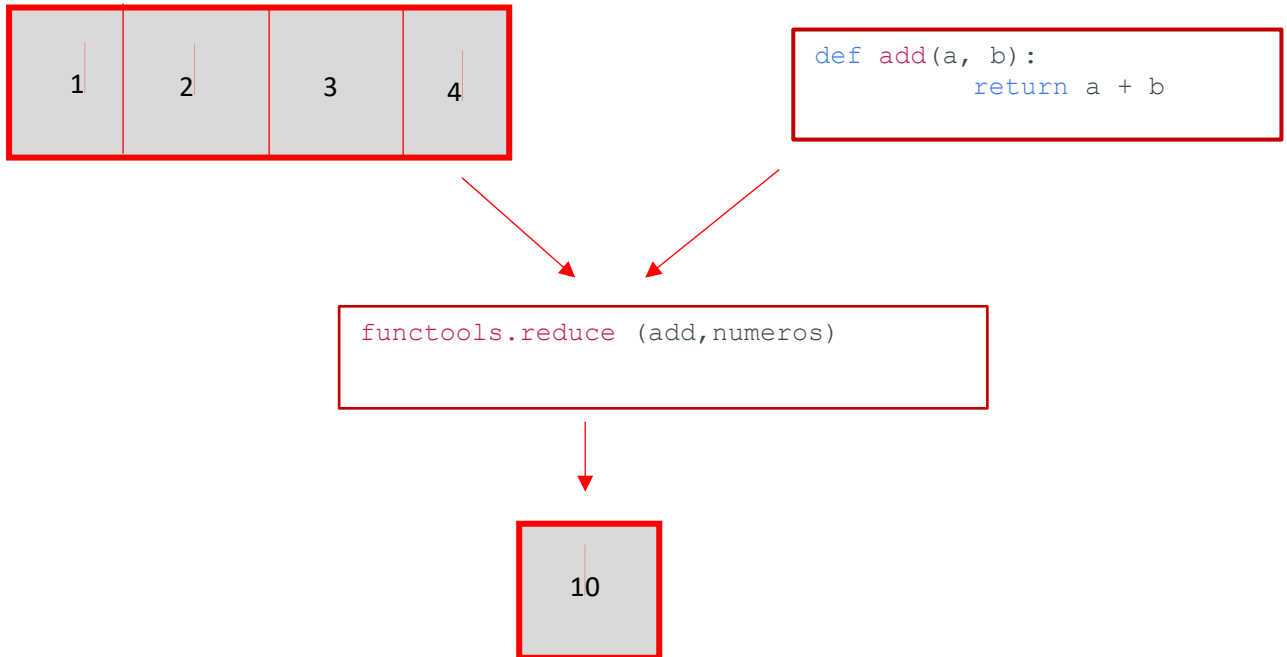 1 2 3 4
def add(a, b):
return a + b
functools.reduce (add,numeros)
10